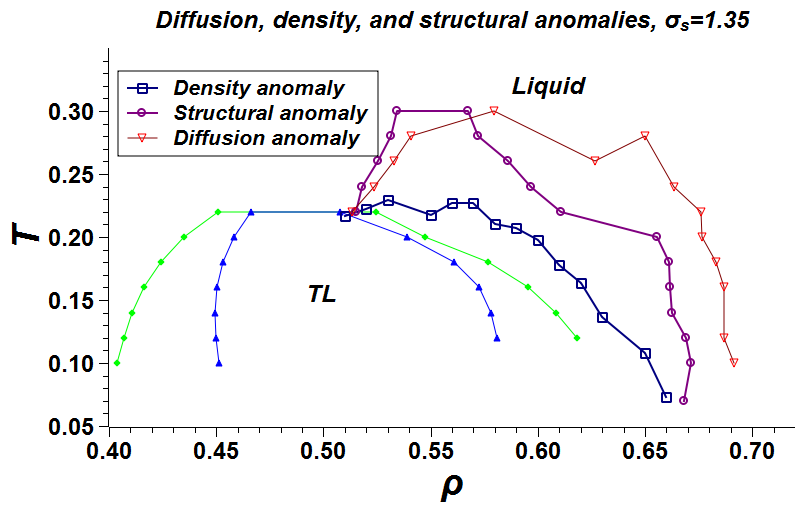 Diffusion, density, and structural anomalies, σs=1.35
Density anomaly
Structural anomaly
Diffusion anomaly
Liquid
TL
T
0.30
0.25
0.20
0.15
0.10
0.05
0.40 0.45 0.50 0.55 0.60 0.65 0.70
ρ